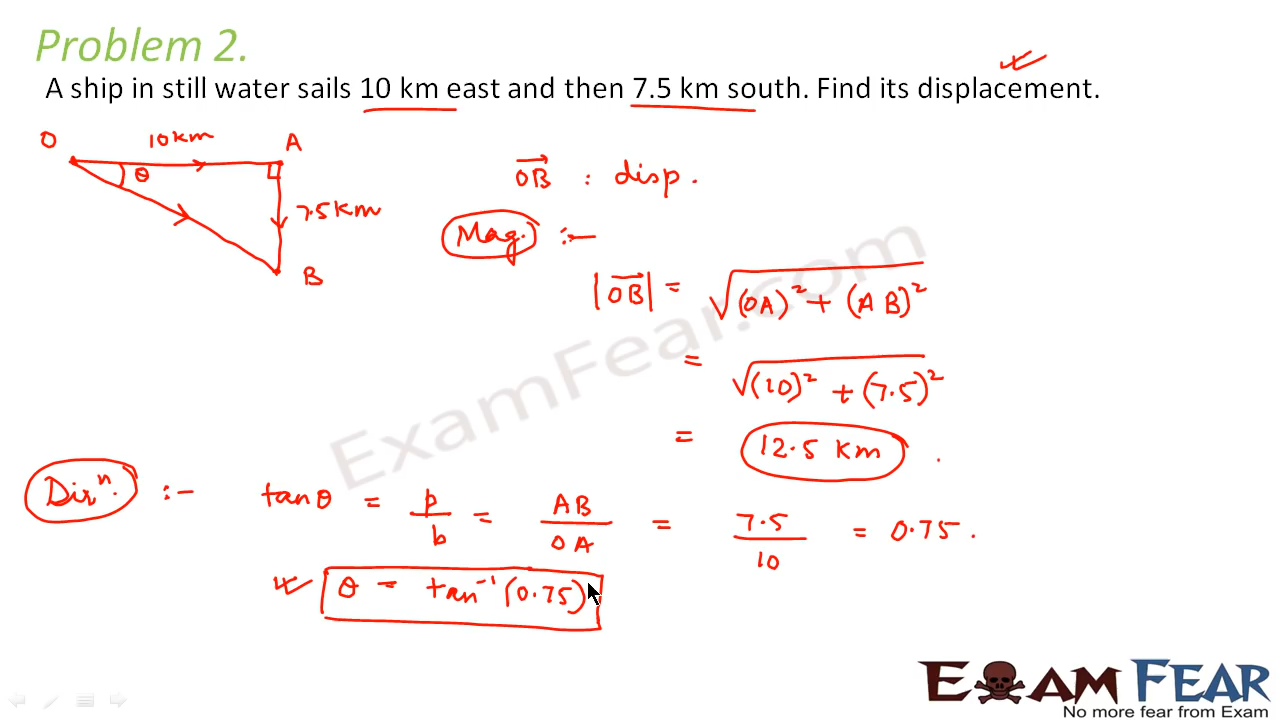 Problem 2.
A ship in still water sails 10 km east and then 7.5 km south. Find its displacement.
O 10km A
θ
7.5km
B
OB : disp.
Mag. :-
|OB| = √(OA)² + (AB)²
= √(10)² + (7.5)²
= 12.5 km.
Dirⁿ. :- tanθ = p/b = AB/OA = 7.5/10 = 0.75.
θ = tan⁻¹(0.75)
ExamFear.com
EXAM FEAR
No more fear from Exam